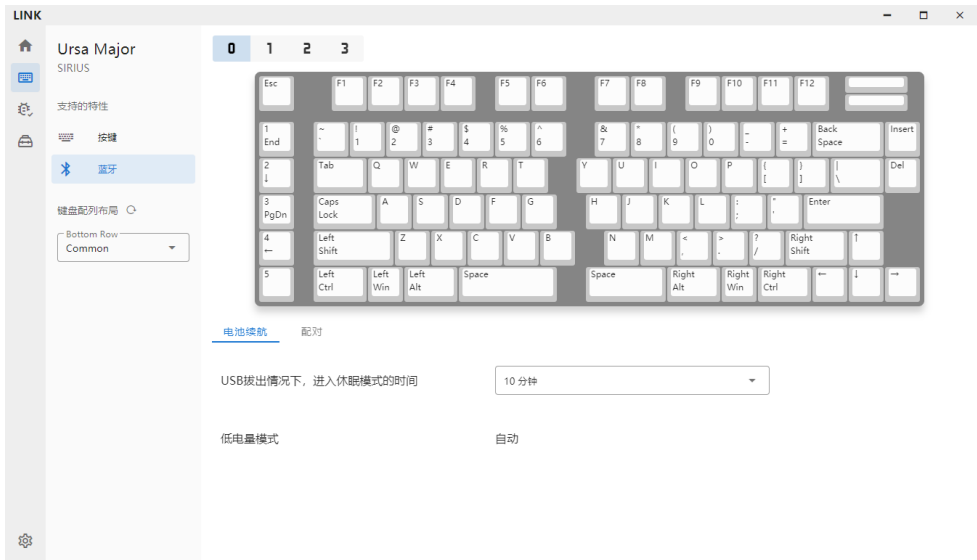 LINK
Ursa Major
SIRIUS
支持的特性
按键
蓝牙
键盘配列布局
Bottom Row
Common
0 1 2 3
Esc F1 F2 F3 F4 F5 F6 F7 F8 F9 F10 F11 F12
1 ~ ! @ # $ % ^ & * ( ) _ + Back Insert
End ` 1 2 3 4 5 6 7 8 9 0 - = Space
2 Tab Q W E R T Y U I O P { } | Del
↓ [ ] \
3 Caps A S D F G H J K L : " Enter
PgDn Lock ; '
4 Left Z X C V B N M < > ? Right ↑
← Shift , . / Shift
5 Left Left Left Space Space Right Right Right ← ↓ →
Ctrl Win Alt Alt Win Ctrl
电池续航 配对
USB拔出情况下，进入休眠模式的时间 10 分钟
低电量模式 自动